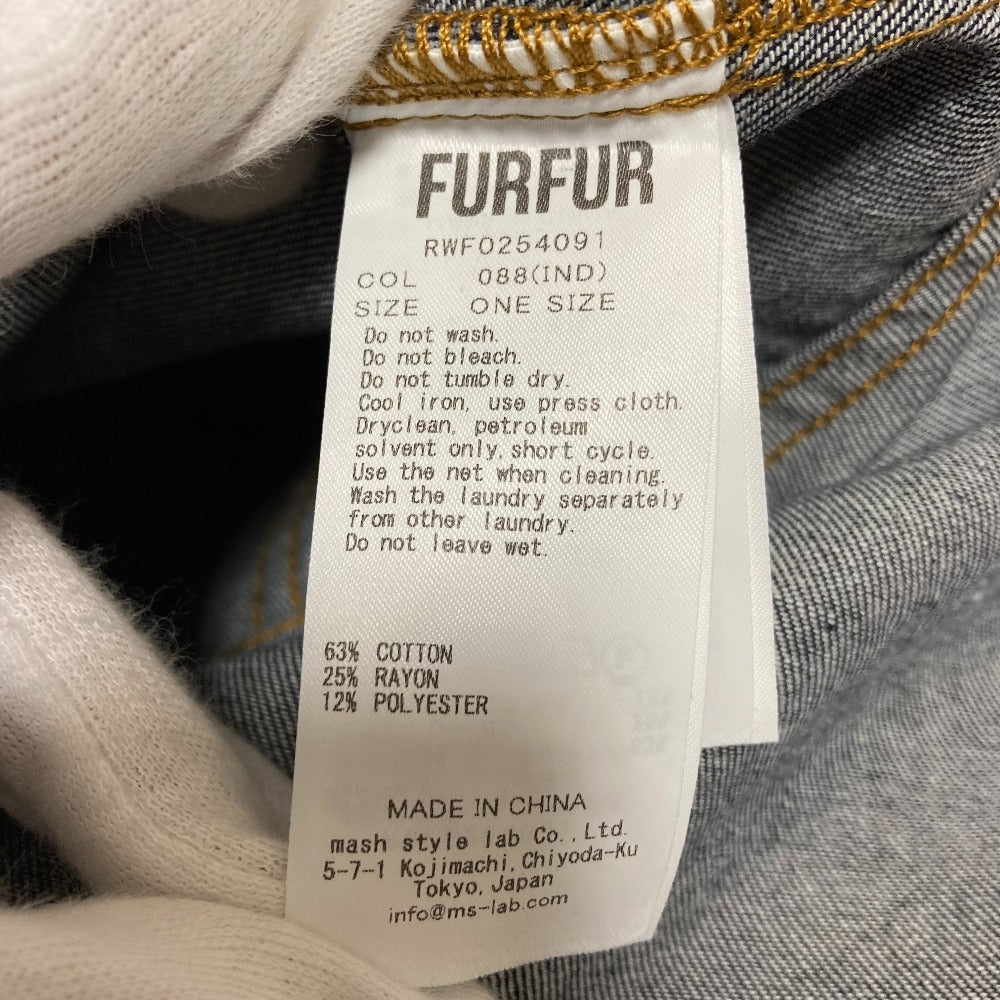 FURFUR
RWF0254091
COL 088(IND)
SIZE ONE SIZE
Do not wash.
Do not bleach.
Do not tumble dry.
Cool iron, use press cloth.
Dryclean, petroleum
solvent only, short cycle.
Use the net when cleaning.
Wash the laundry separately
from other laundry.
Do not leave wet.
63% COTTON
25% RAYON
12% POLYESTER
MADE IN CHINA
mash style lab Co.,Ltd.
5-7-1 Kojimachi, Chiyoda-Ku
Tokyo, Japan
info@ms-lab.com